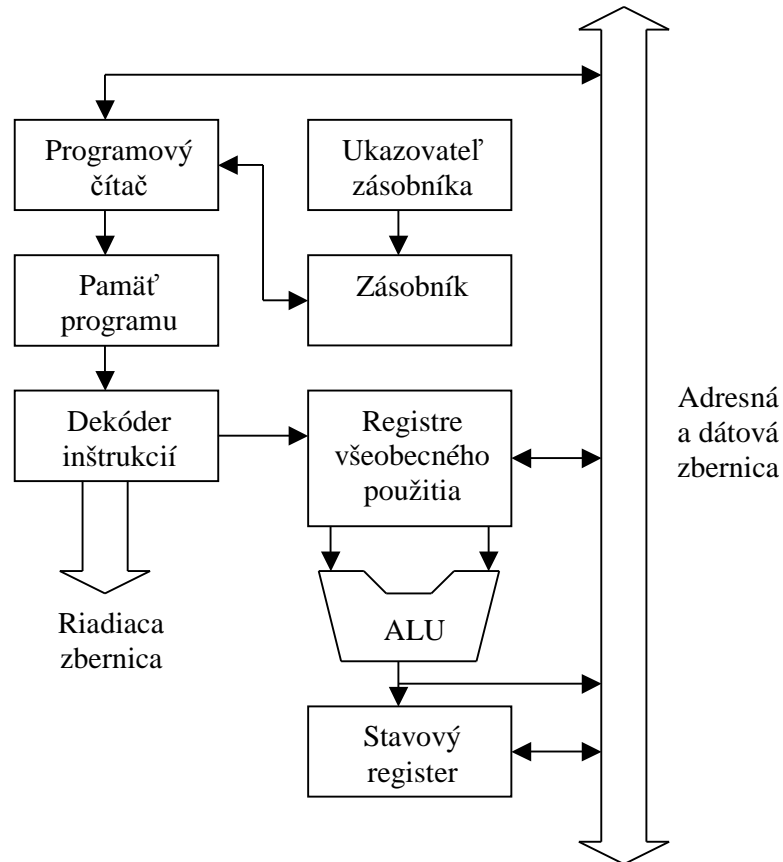 Programový
čítač
Ukazovateľ
zásobníka
Pamäť
programu
Zásobník
Dekóder
inštrukcií
Registre
všeobecného
použitia
Adresná
a dátová
zbernica
Riadiaca
zbernica
ALU
Stavový
register